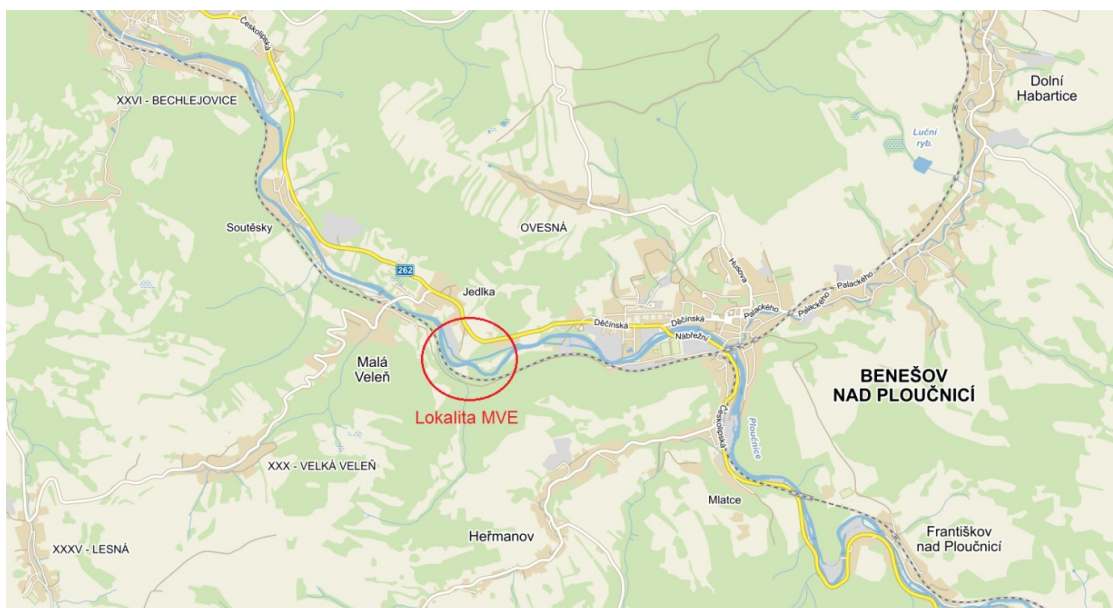 Českolipská
XXVI - BECHLEJOVICE
Dolní
Habartice
Luční
ryb.
Soutěsky
OVESNÁ
Husova
262
Jedlka
Palackého
Palackého
Palackého
Děčínská
Děčínská
Nábřežní
Malá
Veleň
Lokalita MVE
BENEŠOV
NAD PLOUČNICÍ
Českolipská
Ploučnice
XXX - VELKÁ VELEŇ
Mlatce
Heřmanov
Františkov
nad Ploučnicí
XXXV - LESNÁ